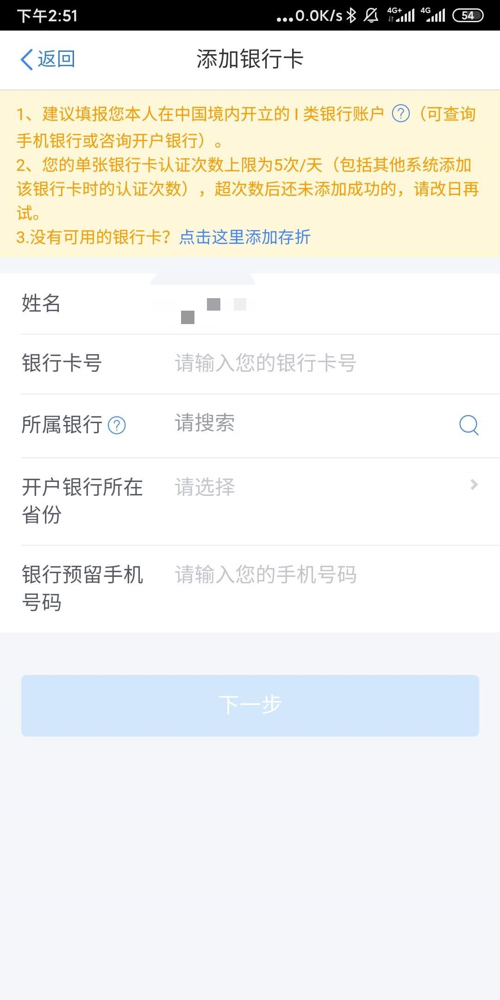 下午2:51
...0.0K/s 4G+ 4G 54
返回
添加银行卡
1、建议填报您本人在中国境内开立的 I 类银行账户 ?（可查询
手机银行或咨询开户银行）。
2、您的单张银行卡认证次数上限为5次/天（包括其他系统添加
该银行卡时的认证次数），超次数后还未添加成功的，请改日再
试。
3.没有可用的银行卡？点击这里添加存折
姓名
银行卡号 请输入您的银行卡号
所属银行 ? 请搜索
开户银行所在 请选择
省份
银行预留手机 请输入您的手机号码
号码
下一步